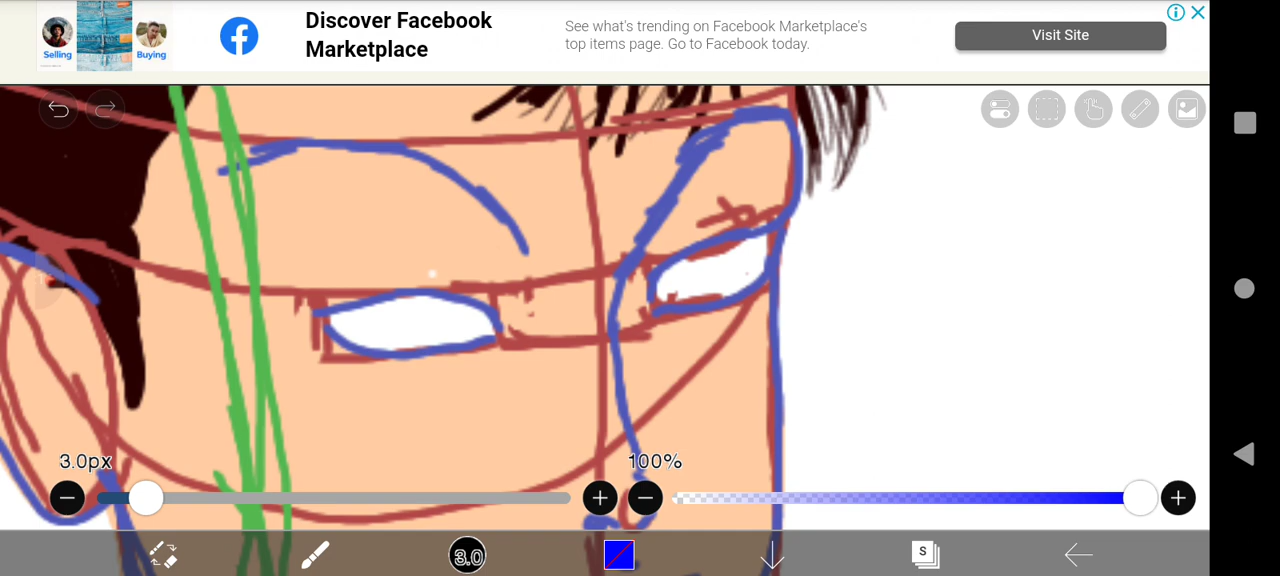 Discover Facebook
Marketplace
See what's trending on Facebook Marketplace's
top items page. Go to Facebook today.
Visit Site
Selling
Buying
3.0px
100%
3.0
S